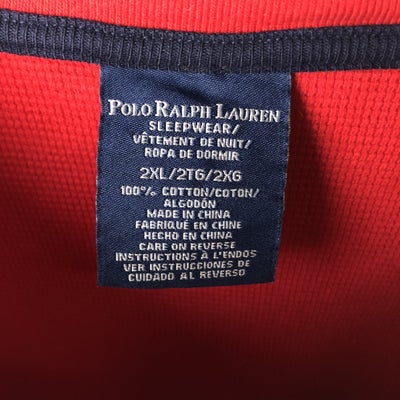 POLO RALPH LAUREN
SLEEPWEAR/
VÊTEMENT DE NUIT/
ROPA DE DORMIR
2XL/2TG/2XG
100% COTTON/COTON/
ALGODÓN
MADE IN CHINA
FABRIQUÉ EN CHINE
HECHO EN CHINA
CARE ON REVERSE
INSTRUCTIONS À L'ENDOS
VER INSTRUCCIONES DE
CUIDADO AL REVERSO